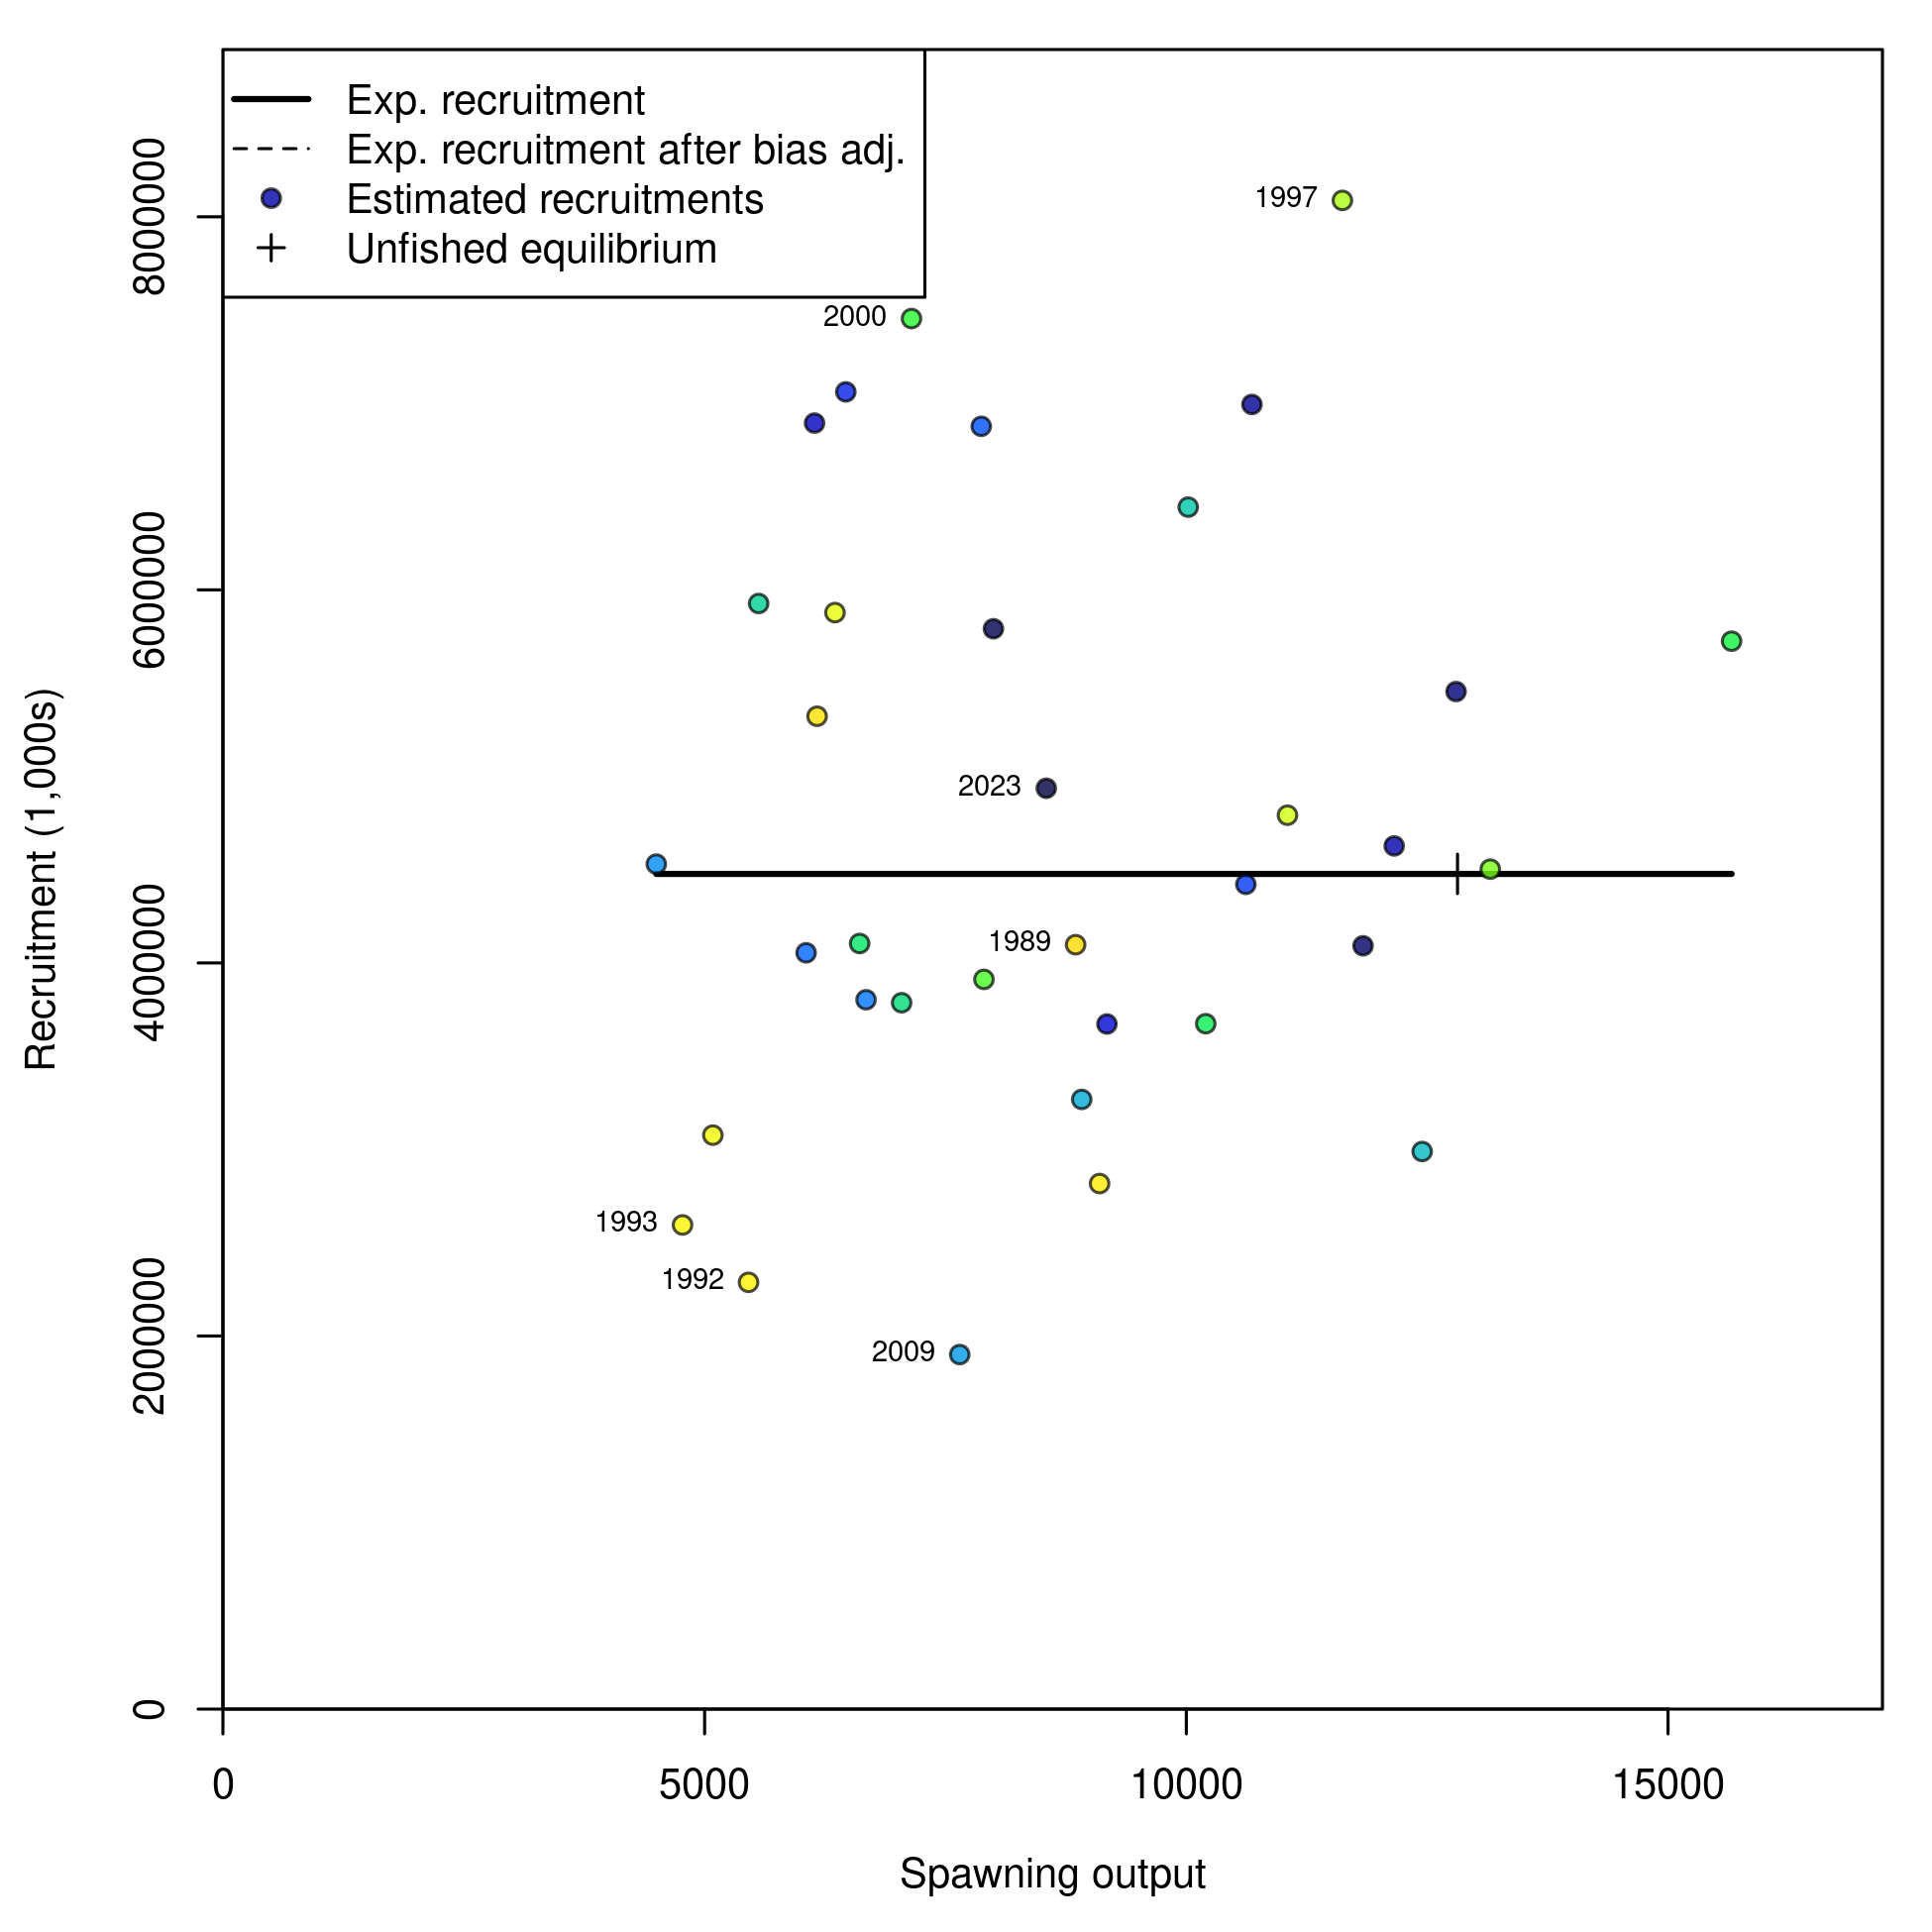 Exp. recruitment
Exp. recruitment after bias adj.
Estimated recruitments
Unfished equilibrium
1997
2000
2023
1989
1993
1992
2009
Recruitment (1,000s)
8000000
6000000
4000000
2000000
0
0 5000 10000 15000
Spawning output